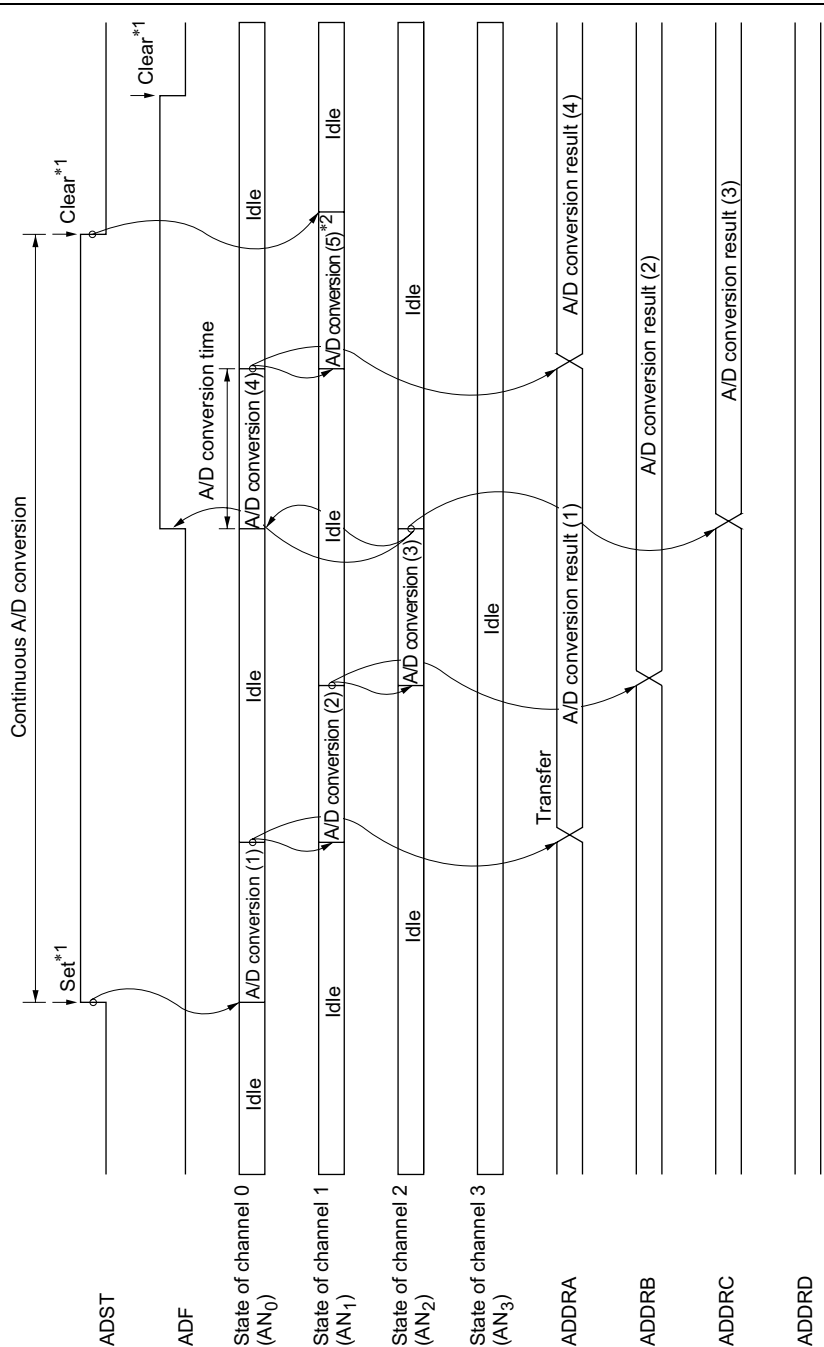 Continuous A/D conversion
Set*1
Clear*1
ADST
Clear*1
ADF
A/D conversion time
State of channel 0
(AN0)
Idle
A/D conversion (1)
Idle
A/D conversion (4)
Idle
State of channel 1
(AN1)
Idle
A/D conversion (2)
Idle
A/D conversion (5)*2
Idle
State of channel 2
(AN2)
Idle
A/D conversion (3)
Idle
State of channel 3
(AN3)
Idle
Transfer
ADDRA
A/D conversion result (1)
A/D conversion result (4)
ADDRB
A/D conversion result (2)
ADDRC
A/D conversion result (3)
ADDRD